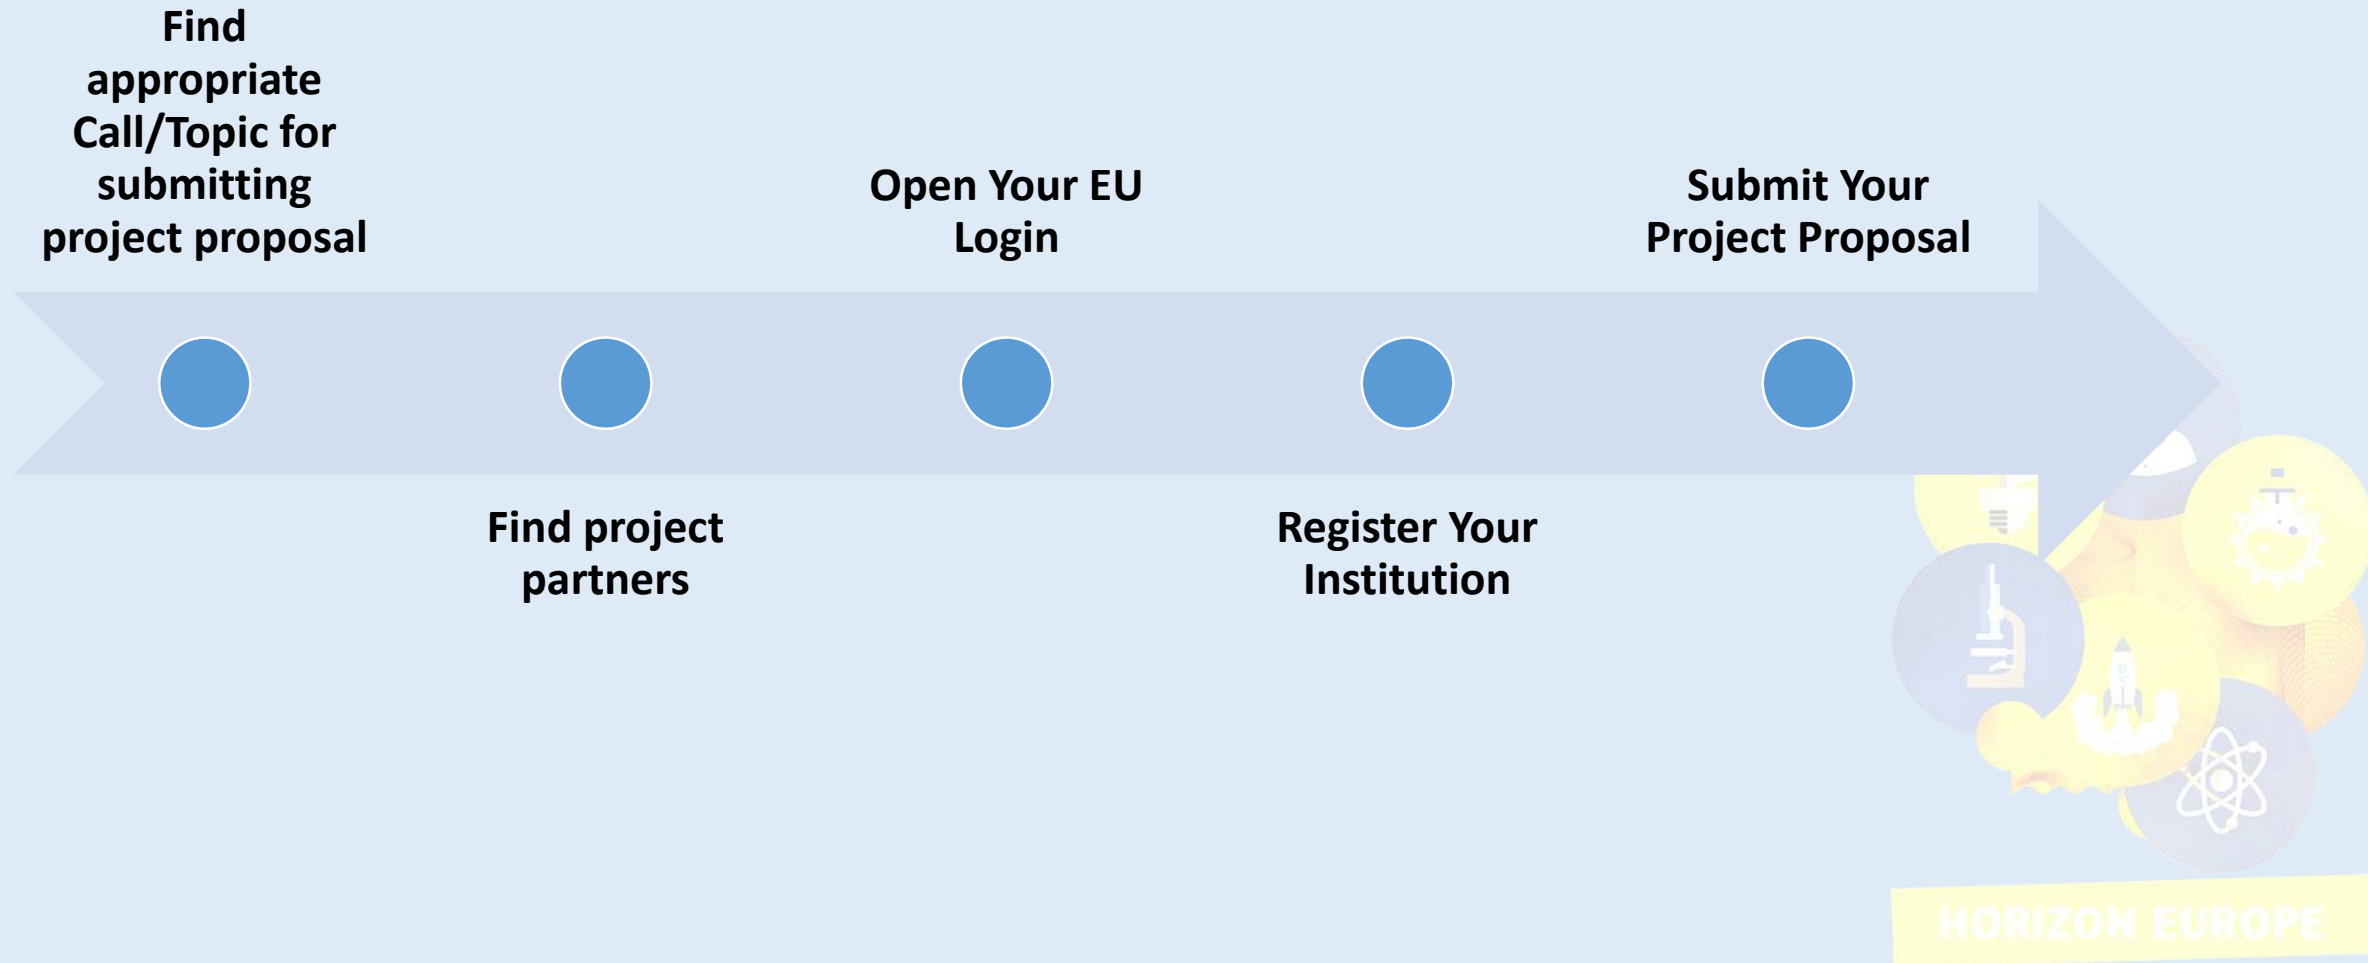 Find
appropriate
Call/Topic for
submitting
project proposal
Find project
partners
Open Your EU
Login
Register Your
Institution
Submit Your
Project Proposal
HORIZON EUROPE